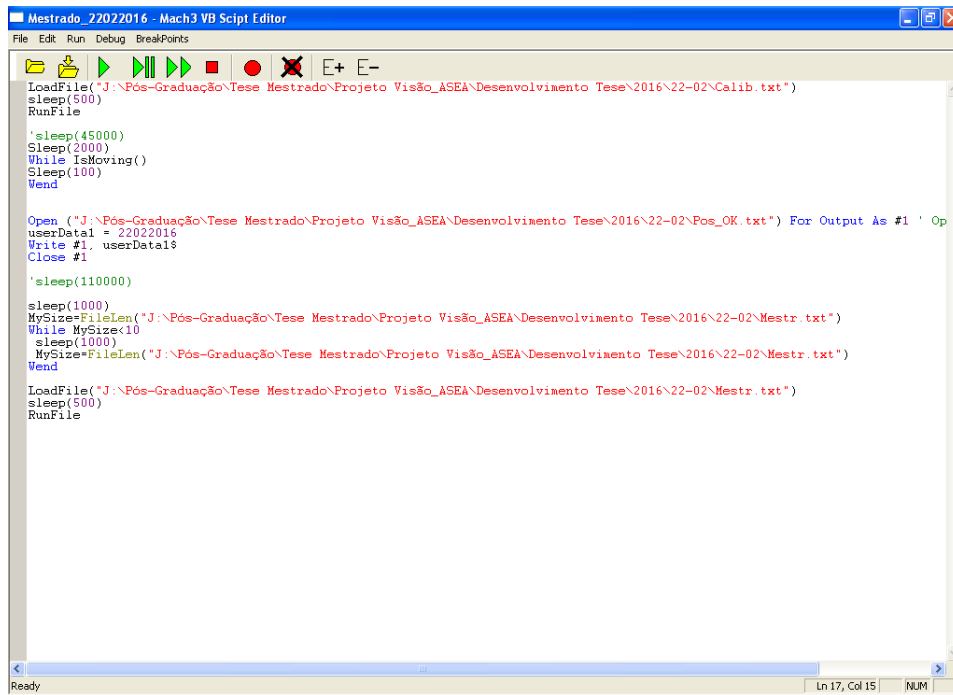 Mestrado_22022016 - Mach3 VB Scipt Editor
File Edit Run Debug BreakPoints
E+ E-
LoadFile("J:\Pós-Graduação\Tese Mestrado\Projeto Visão_ASEA\Desenvolvimento Tese\2016\22-02\Calib.txt")
sleep(500)
RunFile
'sleep(45000)
Sleep(2000)
While IsMoving()
Sleep(100)
Wend
Open ("J:\Pós-Graduação\Tese Mestrado\Projeto Visão_ASEA\Desenvolvimento Tese\2016\22-02\Pos_OK.txt") For Output As #1 ' Op
userData1 = 22022016
Write #1, userData1$
Close #1
'sleep(110000)
sleep(1000)
MySize=FileLen("J:\Pós-Graduação\Tese Mestrado\Projeto Visão_ASEA\Desenvolvimento Tese\2016\22-02\Mestr.txt")
While MySize<10
sleep(1000)
MySize=FileLen("J:\Pós-Graduação\Tese Mestrado\Projeto Visão_ASEA\Desenvolvimento Tese\2016\22-02\Mestr.txt")
Wend
LoadFile("J:\Pós-Graduação\Tese Mestrado\Projeto Visão_ASEA\Desenvolvimento Tese\2016\22-02\Mestr.txt")
sleep(500)
RunFile
Ready Ln 17, Col 15 NUM